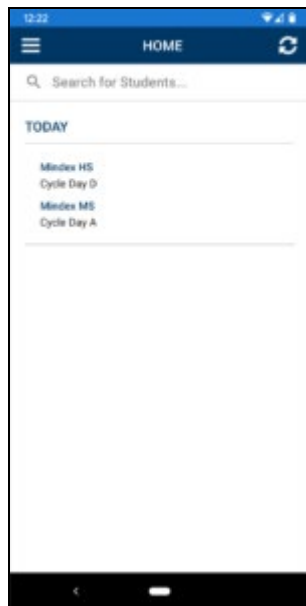 12:22
HOME
Search for Students...
TODAY
Mindex HS
Cycle Day D
Mindex MS
Cycle Day A